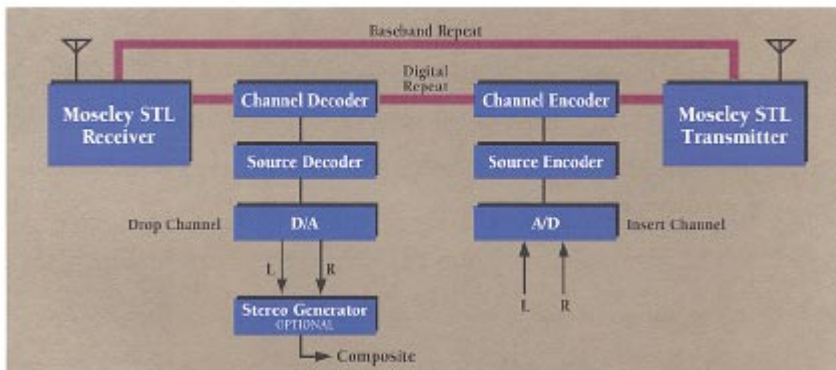 Baseband Repeat
Digital
Repeat
Moseley STL
Receiver
Channel Decoder
Channel Encoder
Moseley STL
Transmitter
Source Decoder
Source Encoder
Drop Channel
D/A
A/D
Insert Channel
L
R
Stereo Generator
OPTIONAL
L
R
Composite